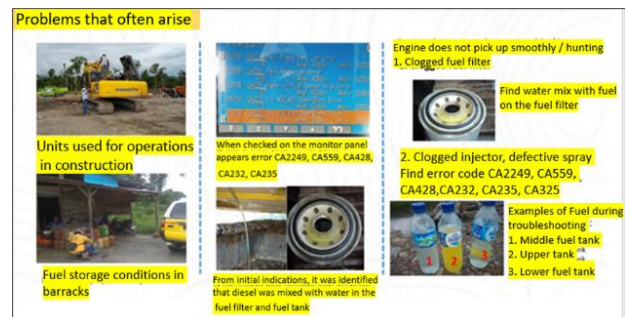 Problems that often arise
Units used for operations
in construction
Fuel storage conditions in
barracks
When checked on the monitor panel
appears error CA2249, CA559, CA428,
CA232, CA235
From initial indications, it was identified
that diesel was mixed with water in the
fuel filter and fuel tank
Engine does not pick up smoothly / hunting
1. Clogged fuel filter
Find water mix with fuel
on the fuel filter
2. Clogged injector, defective spray
Find error code CA2249, CA559,
CA428,CA232, CA235, CA325
1 2 3
Examples of Fuel during
troubleshooting :
1. Middle fuel tank
2. Upper tank
3. Lower fuel tank